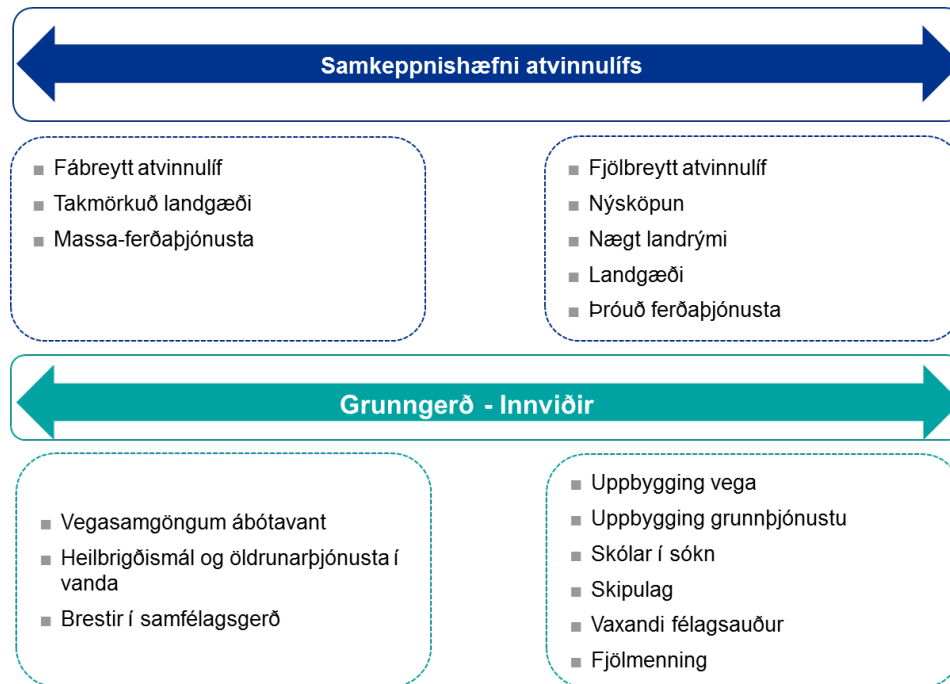 Samkeppnishæfni atvinnulífs
Fábreytt atvinnulíf
Takmörkuð landgæði
Massa-ferðaþjónusta
Fjölbreytt atvinnulíf
Nýsköpun
Nægt landrými
Landgæði
Þróuð ferðaþjónusta
Grunngerð - Innviðir
Vegasamgöngum ábótavant
Heilbrigðismál og öldrunarþjónusta í
vanda
Brestir í samfélagsgerð
Uppbygging vega
Uppbygging grunnþjónustu
Skólar í sókn
Skipulag
Vaxandi félagsauður
Fjölmenning